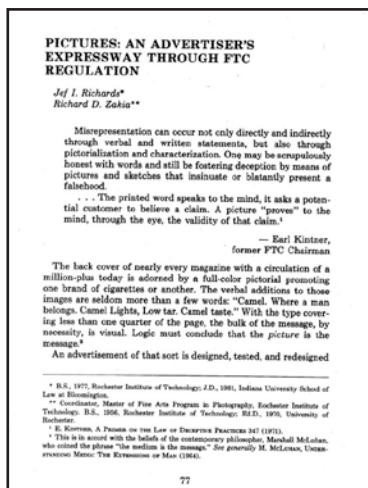 PICTURES: AN ADVERTISER'S
EXPRESSWAY THROUGH FTC
REGULATION
Jef I. Richards*
Richard D. Zakia**
Misrepresentation can occur not only directly and indirectly
through verbal and written statements, but also through
pictorialization and characterization. One may be scrupulously
honest with words and still be fostering deception by means of
pictures and sketches that insinuate or blatantly present a
falsehood.
. . . The printed word speaks to the mind, it asks a poten-
tial customer to believe a claim. A picture "proves" to the
mind, through the eye, the validity of that claim.¹
— Earl Kintner,
former FTC Chairman
The back cover of nearly every magazine with a circulation of a
million-plus today is adorned by a full-color pictorial promoting
one brand of cigarettes or another. The verbal additions to those
images are seldom more than a few words: "Camel. Where a man
belongs. Camel Lights, Low tar. Camel taste." With the type cover-
ing less than one quarter of the page, the bulk of the message, by
necessity, is visual. Logic must conclude that the picture is the
message.²
An advertisement of that sort is designed, tested, and redesigned
* B.S., 1977, Rochester Institute of Technology; J.D., 1981, Indiana University School of
Law at Bloomington.
** Coordinator, Master of Fine Arts Program in Photography, Rochester Institute of
Technology. B.S., 1956, Rochester Institute of Technology; Ed.D., 1970, University of
Rochester.
¹ E. KINTNER, A PRIMER ON THE LAW OF DECEPTIVE PRACTICES 347 (1971).
² This is in accord with the beliefs of the contemporary philosopher, Marshall McLuhan,
who coined the phrase "the medium is the message." See generally M. McLUHAN, UNDER-
STANDING MEDIA: THE EXTENSIONS OF MAN (1964).
77